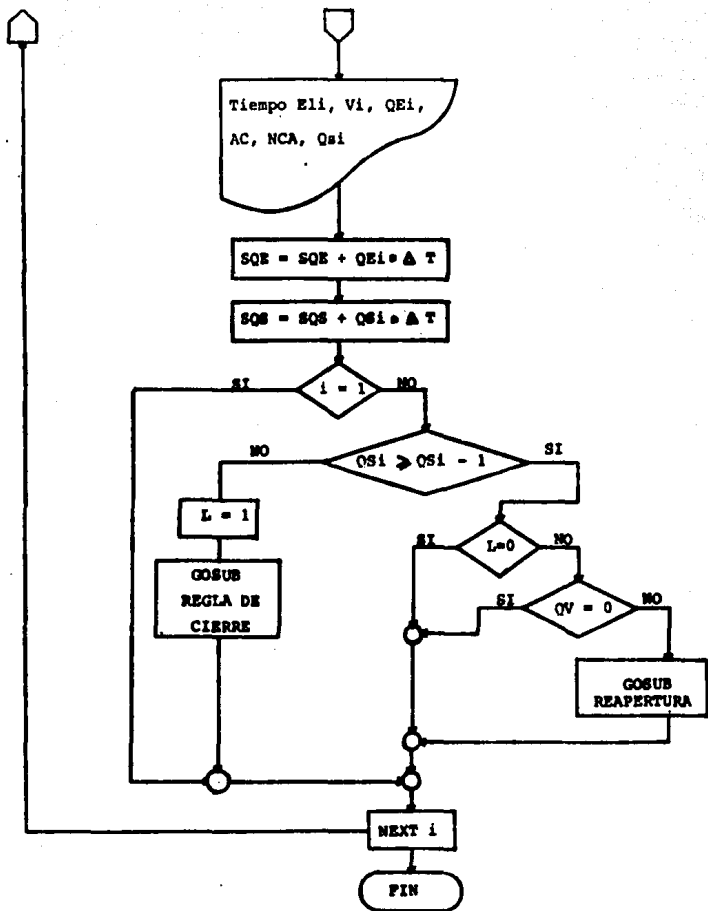 Tiempo Eli, Vi, QEi,
AC, NCA, Qsi
SQE = SQE + QEi * Δ T
SQS = SQS + QSi * Δ T
SI
i = 1
NO
NO
QSi ⩾ QSi - 1
SI
L = 1
SI
L=0
NO
GOSUB
REGLA DE
CIERRE
SI
QV = 0
NO
GOSUB
REAPERTURA
NEXT i
FIN